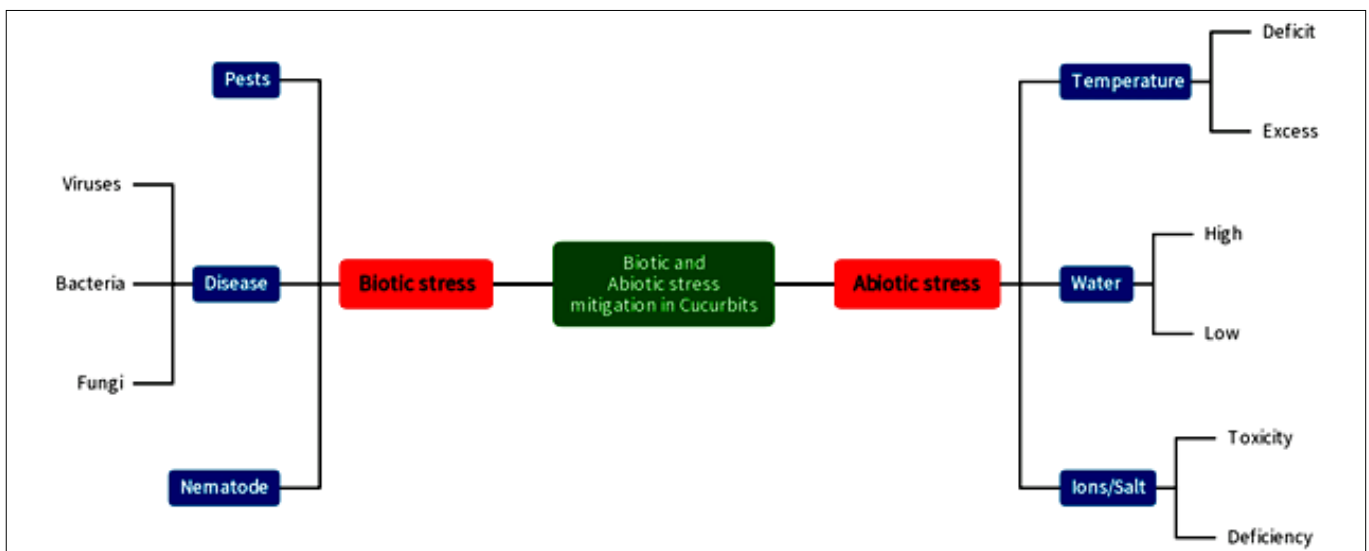 Pests
Viruses
Bacteria
Disease
Fungi
Nematode
Biotic stress
Biotic and
Abiotic stress
mitigation in Cucurbits
Abiotic stress
Temperature
Deficit
Excess
Water
High
Low
Ions/Salt
Toxicity
Deficiency